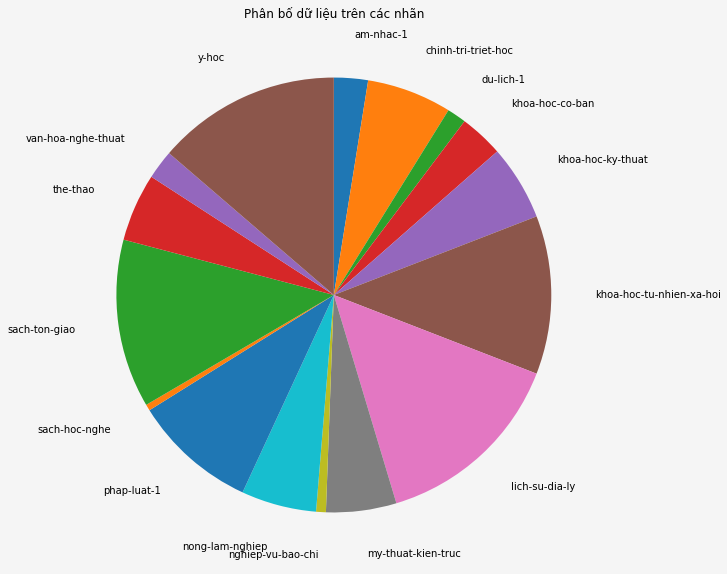 Phân bố dữ liệu trên các nhãn
am-nhac-1
chinh-tri-triet-hoc
du-lich-1
khoa-hoc-co-ban
khoa-hoc-ky-thuat
khoa-hoc-tu-nhien-xa-hoi
lich-su-dia-ly
my-thuat-kien-truc
nghiep-vu-bao-chi
nong-lam-nghiep
phap-luat-1
sach-hoc-nghe
sach-ton-giao
the-thao
van-hoa-nghe-thuat
y-hoc